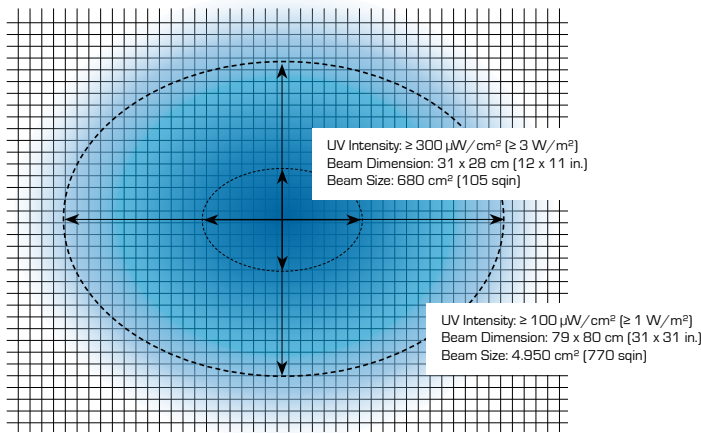 UV Intensity: ≥ 300 µW/cm² (≥ 3 W/m²)
Beam Dimension: 31 x 28 cm (12 x 11 in.)
Beam Size: 680 cm² (105 sqin)
UV Intensity: ≥ 100 µW/cm² (≥ 1 W/m²)
Beam Dimension: 79 x 80 cm (31 x 31 in.)
Beam Size: 4.950 cm² (770 sqin)